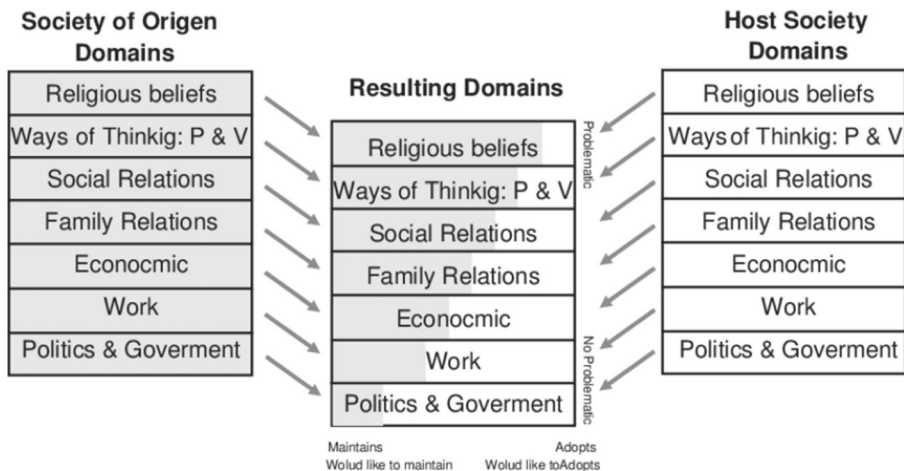 Society of Origen
Domains
Religious beliefs
Ways of Thinkig: P & V
Social Relations
Family Relations
Econocmic
Work
Politics & Goverment
Resulting Domains
Religious beliefs
Ways of Thinkig: P & V
Social Relations
Family Relations
Econocmic
Work
Politics & Goverment
Problematic
No Problematic
Maintains
Adopts
Wolud like to maintain
Wolud like toAdopts
Host Society
Domains
Religious beliefs
Ways of Thinkig: P & V
Social Relations
Family Relations
Econocmic
Work
Politics & Goverment